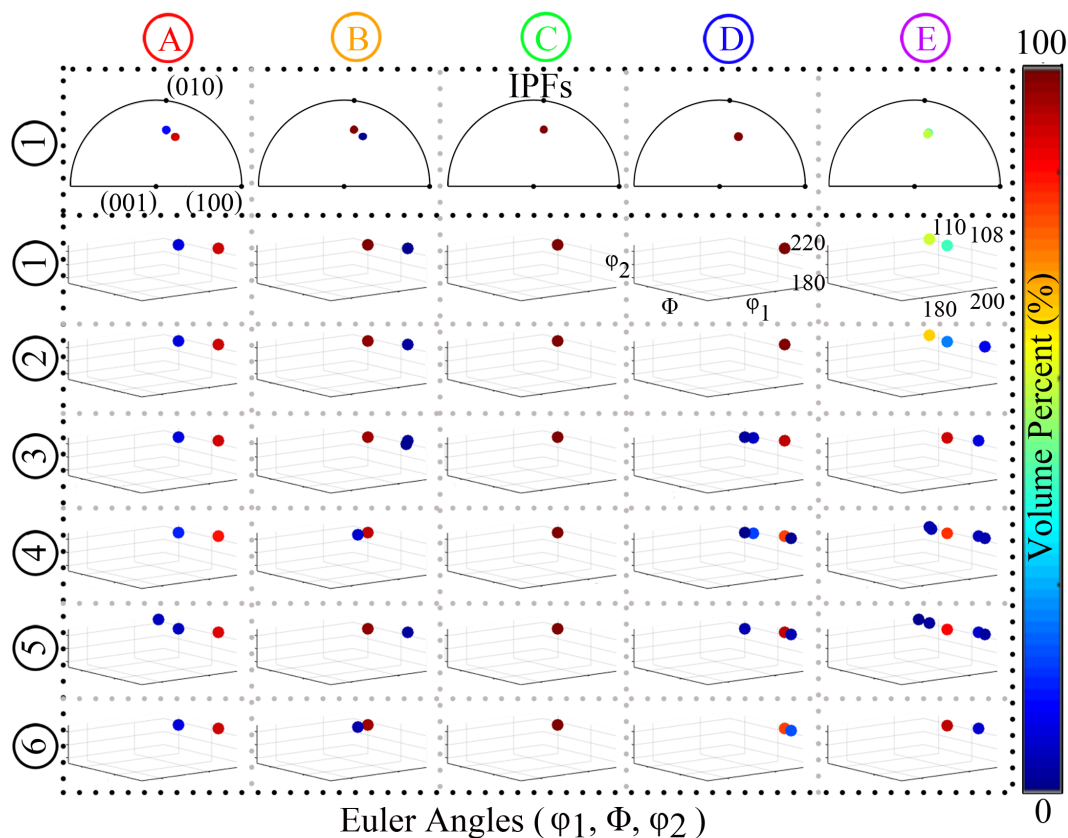 A B C D E
100
IPFs
(010)
1
(001) (100)
1
φ2
220
180
Φ
φ1
110
108
180
200
2
3
4
5
6
Volume Percent (%)
0
Euler Angles (φ1, Φ, φ2)